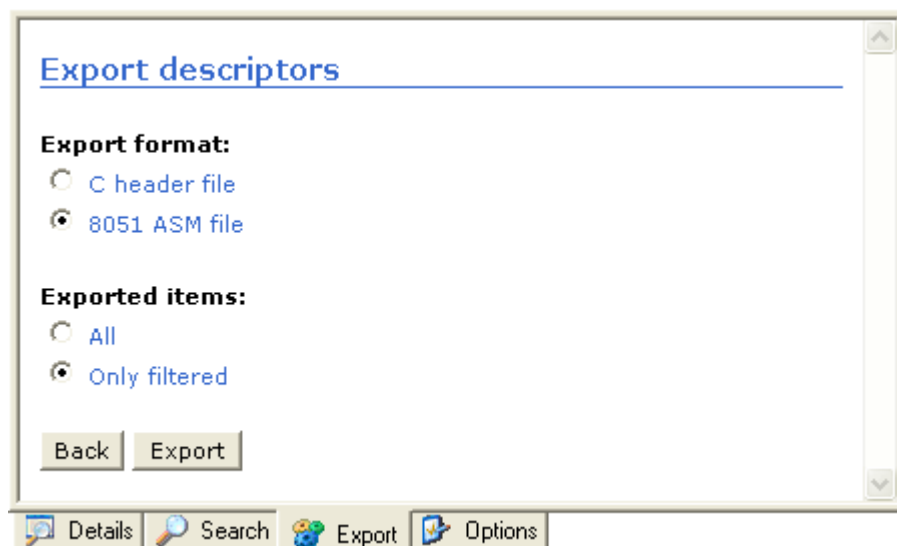 Export descriptors
Export format:
C header file
8051 ASM file
Exported items:
All
Only filtered
Back Export
Details Search Export Options